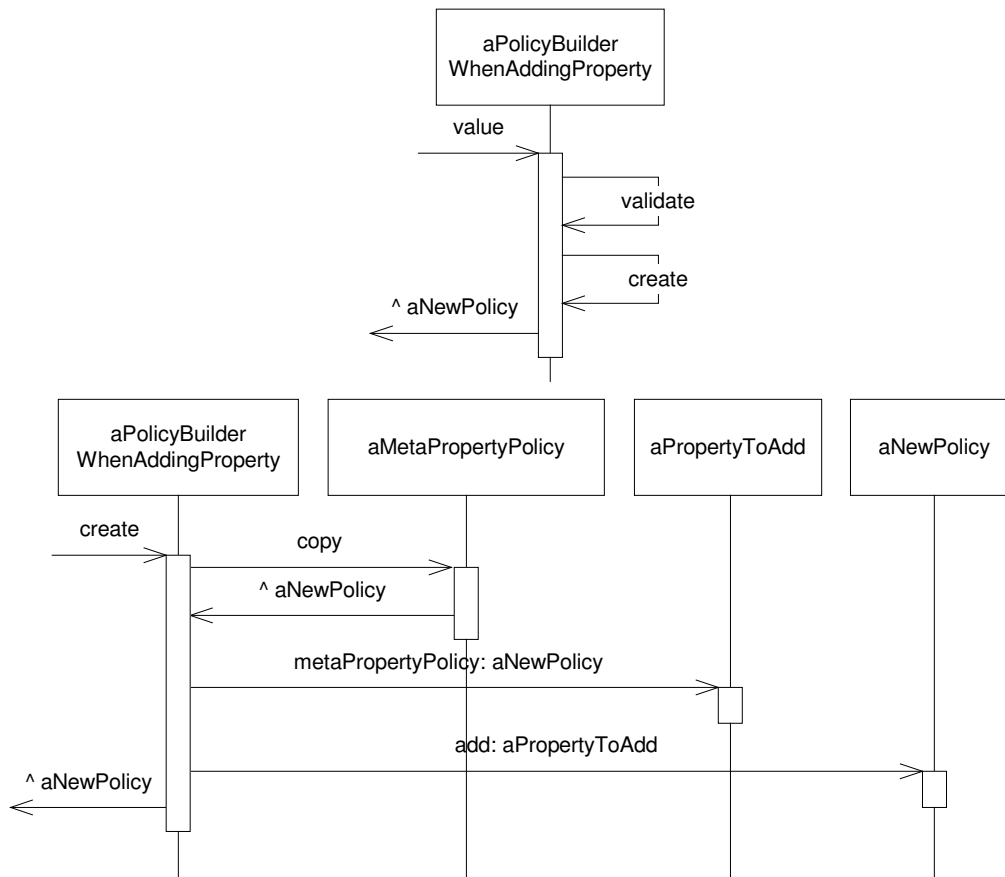 aPolicyBuilder
WhenAddingProperty
value
validate
create
^ aNewPolicy
aPolicyBuilder
WhenAddingProperty
aMetaPropertyPolicy
aPropertyToAdd
aNewPolicy
create
copy
^ aNewPolicy
metaPropertyPolicy: aNewPolicy
add: aPropertyToAdd
^ aNewPolicy